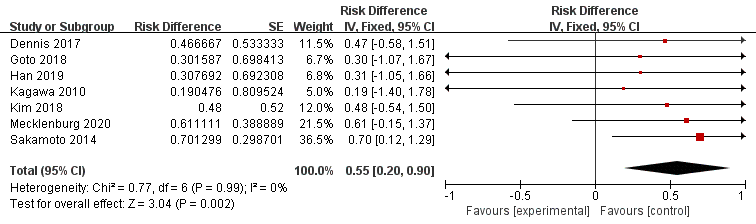 Risk Difference Risk Difference
Study or Subgroup Risk Difference SE Weight IV, Fixed, 95% CI IV, Fixed, 95% CI
Dennis 2017 0.466667 0.533333 11.5% 0.47 [-0.58, 1.51]
Goto 2018 0.301587 0.698413 6.7% 0.30 [-1.07, 1.67]
Han 2019 0.307692 0.692308 6.8% 0.31 [-1.05, 1.66]
Kagawa 2010 0.190476 0.809524 5.0% 0.19 [-1.40, 1.78]
Kim 2018 0.48 0.52 12.0% 0.48 [-0.54, 1.50]
Mecklenburg 2020 0.611111 0.388889 21.5% 0.61 [-0.15, 1.37]
Sakamoto 2014 0.701299 0.298701 36.5% 0.70 [0.12, 1.29]
Total (95% CI) 100.0% 0.55 [0.20, 0.90]
Heterogeneity: Chi² = 0.77, df = 6 (P = 0.99); I² = 0%
Test for overall effect: Z = 3.04 (P = 0.002)
-1 -0.5 0 0.5 1
Favours [experimental] Favours [control]